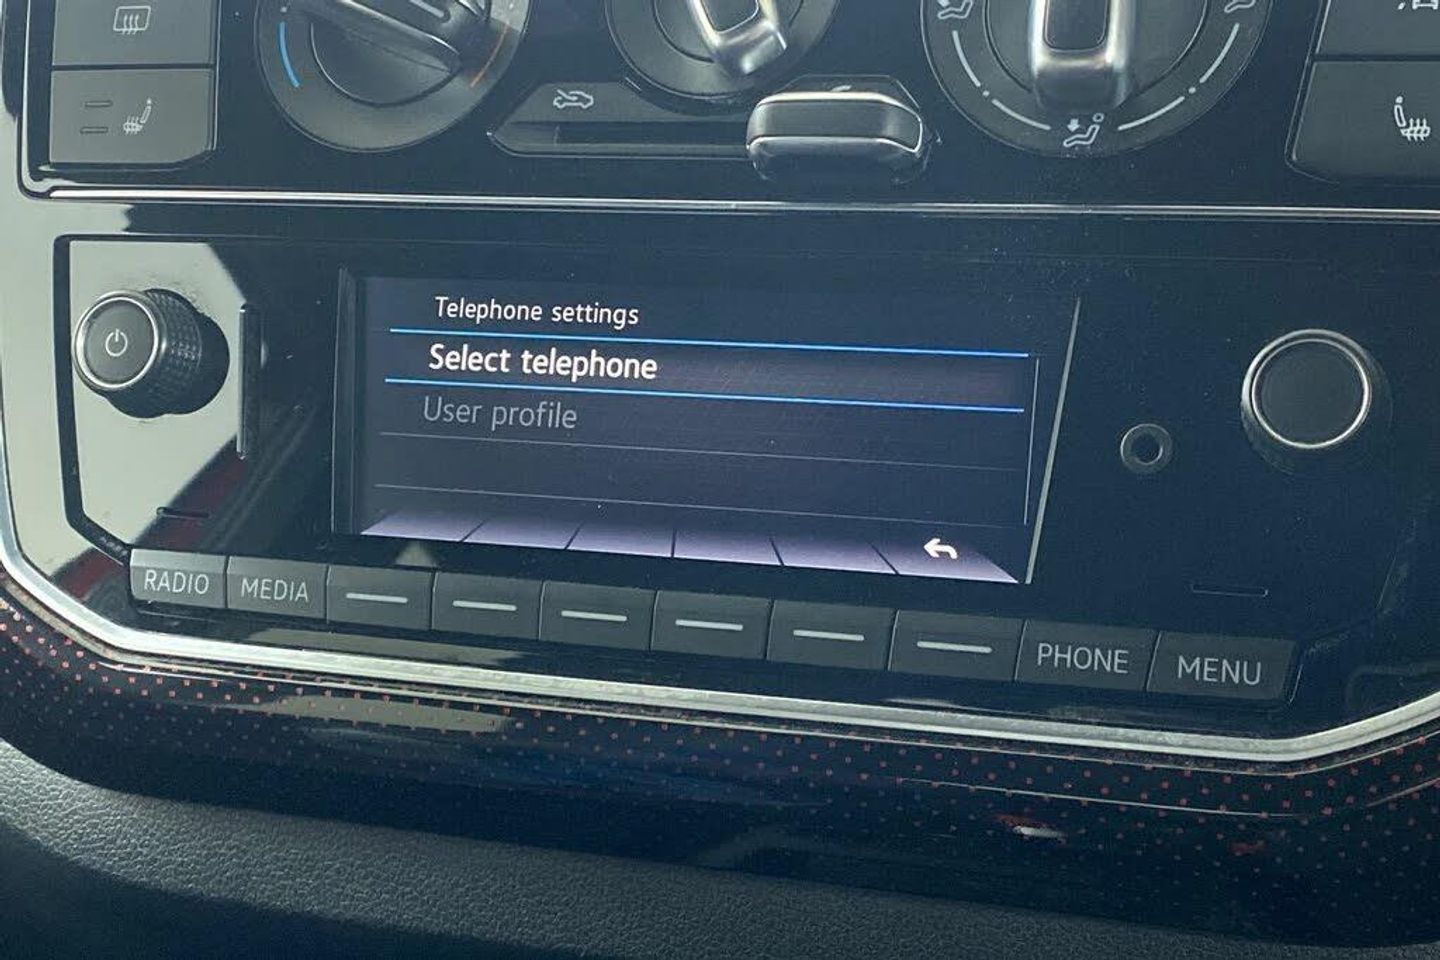 Telephone settings
Select telephone
User profile
RADIO
MEDIA
PHONE
MENU